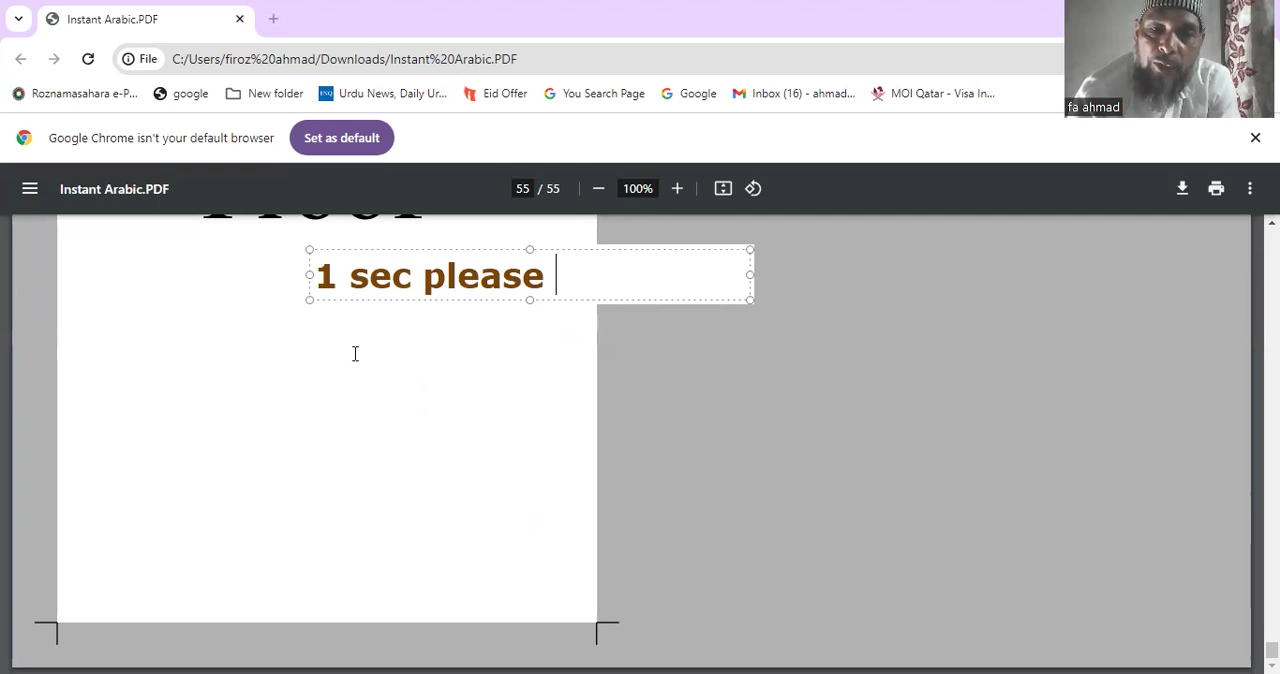 Instant Arabic.PDF
File
C:/Users/firoz%20ahmad/Downloads/Instant%20Arabic.PDF
Roznamasahara e-P...
google
New folder
ENQ
Urdu News, Daily Ur...
Eid Offer
You Search Page
Google
Inbox (16) - ahmad...
MOI Qatar - Visa In...
fa ahmad
Google Chrome isn't your default browser
Set as default
Instant Arabic.PDF
55 / 55
100%
1 sec please